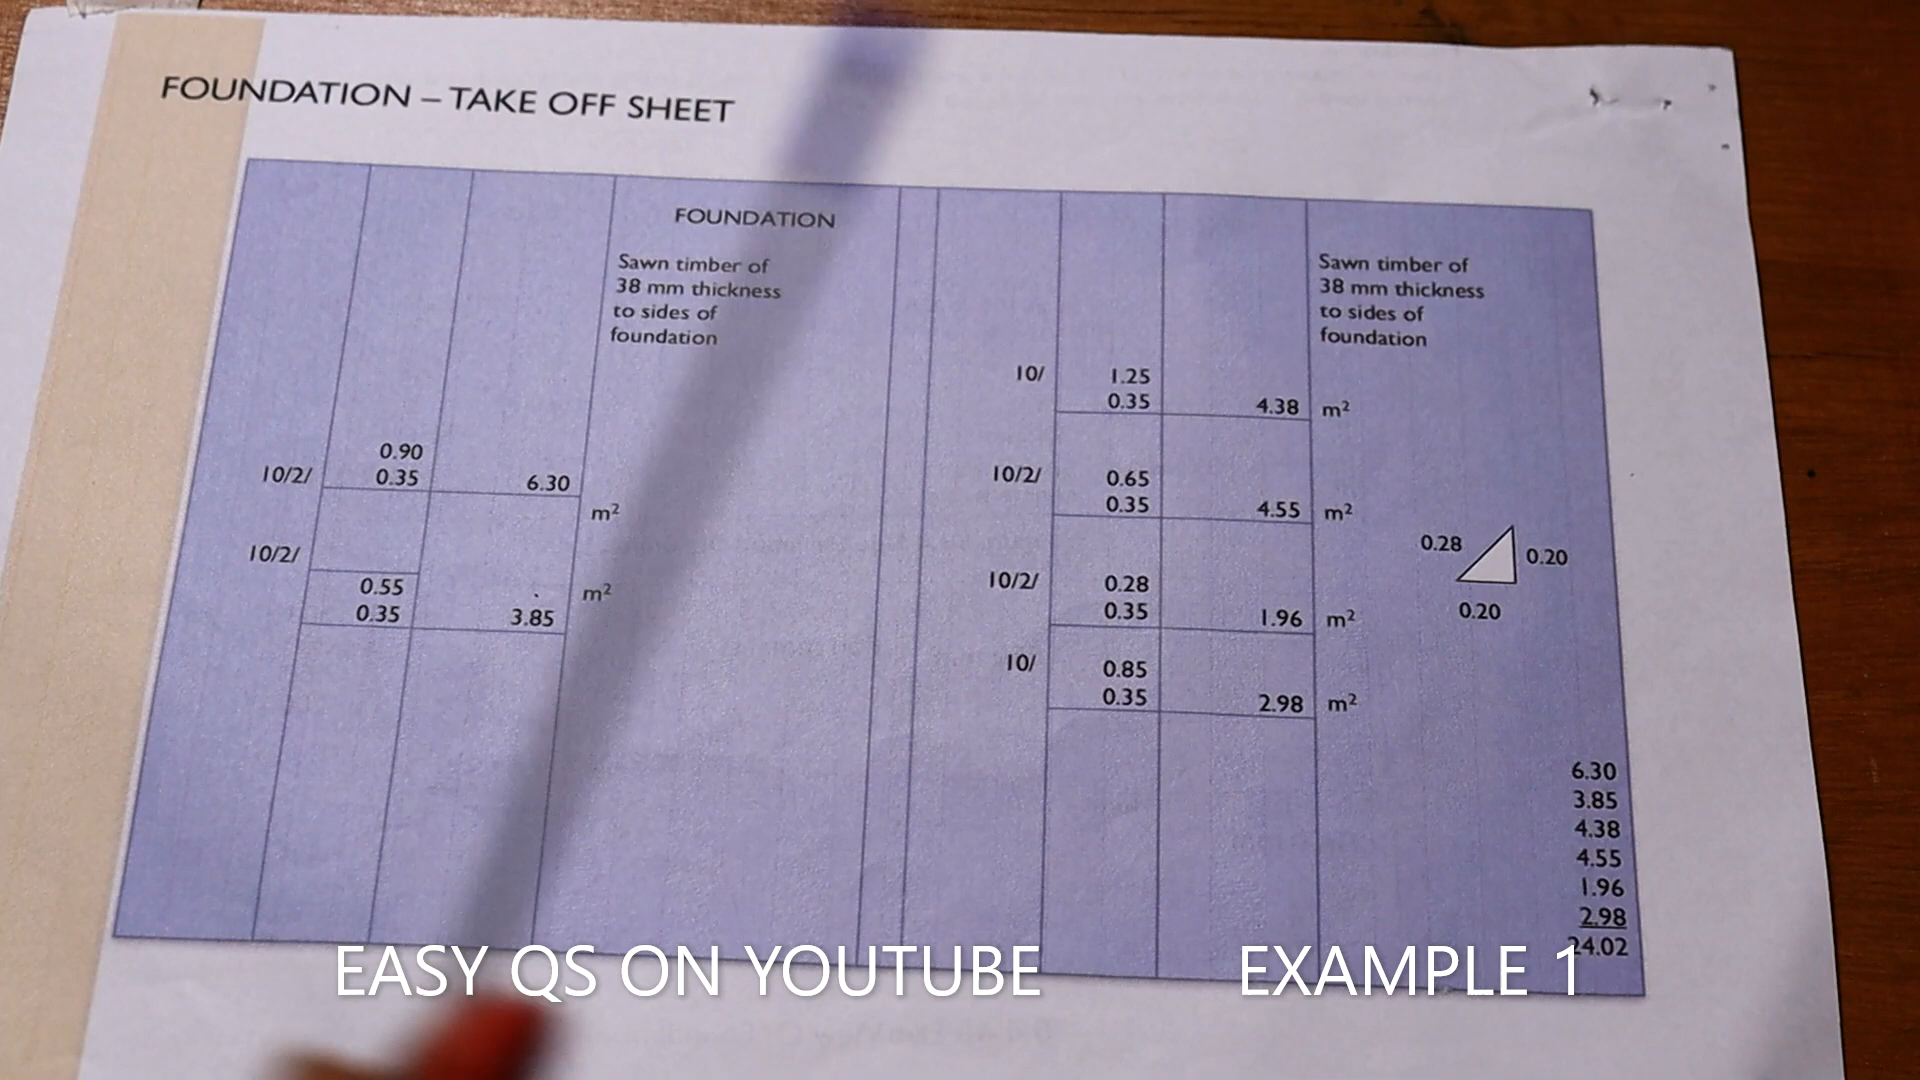 FOUNDATION – TAKE OFF SHEET
FOUNDATION
Sawn timber of
38 mm thickness
to sides of
foundation
0.90
10/2/ 0.35 6.30
m²
10/2/
0.55 m²
0.35 3.85
Sawn timber of
38 mm thickness
to sides of
foundation
10/ 1.25
0.35 4.38 m²
10/2/ 0.65
0.35 4.55 m²
0.28 0.20
0.20
10/2/ 0.28
0.35 1.96 m²
10/ 0.85
0.35 2.98 m²
6.30
3.85
4.38
4.55
1.96
2.98
24.02
EASY QS ON YOUTUBE EXAMPLE 1